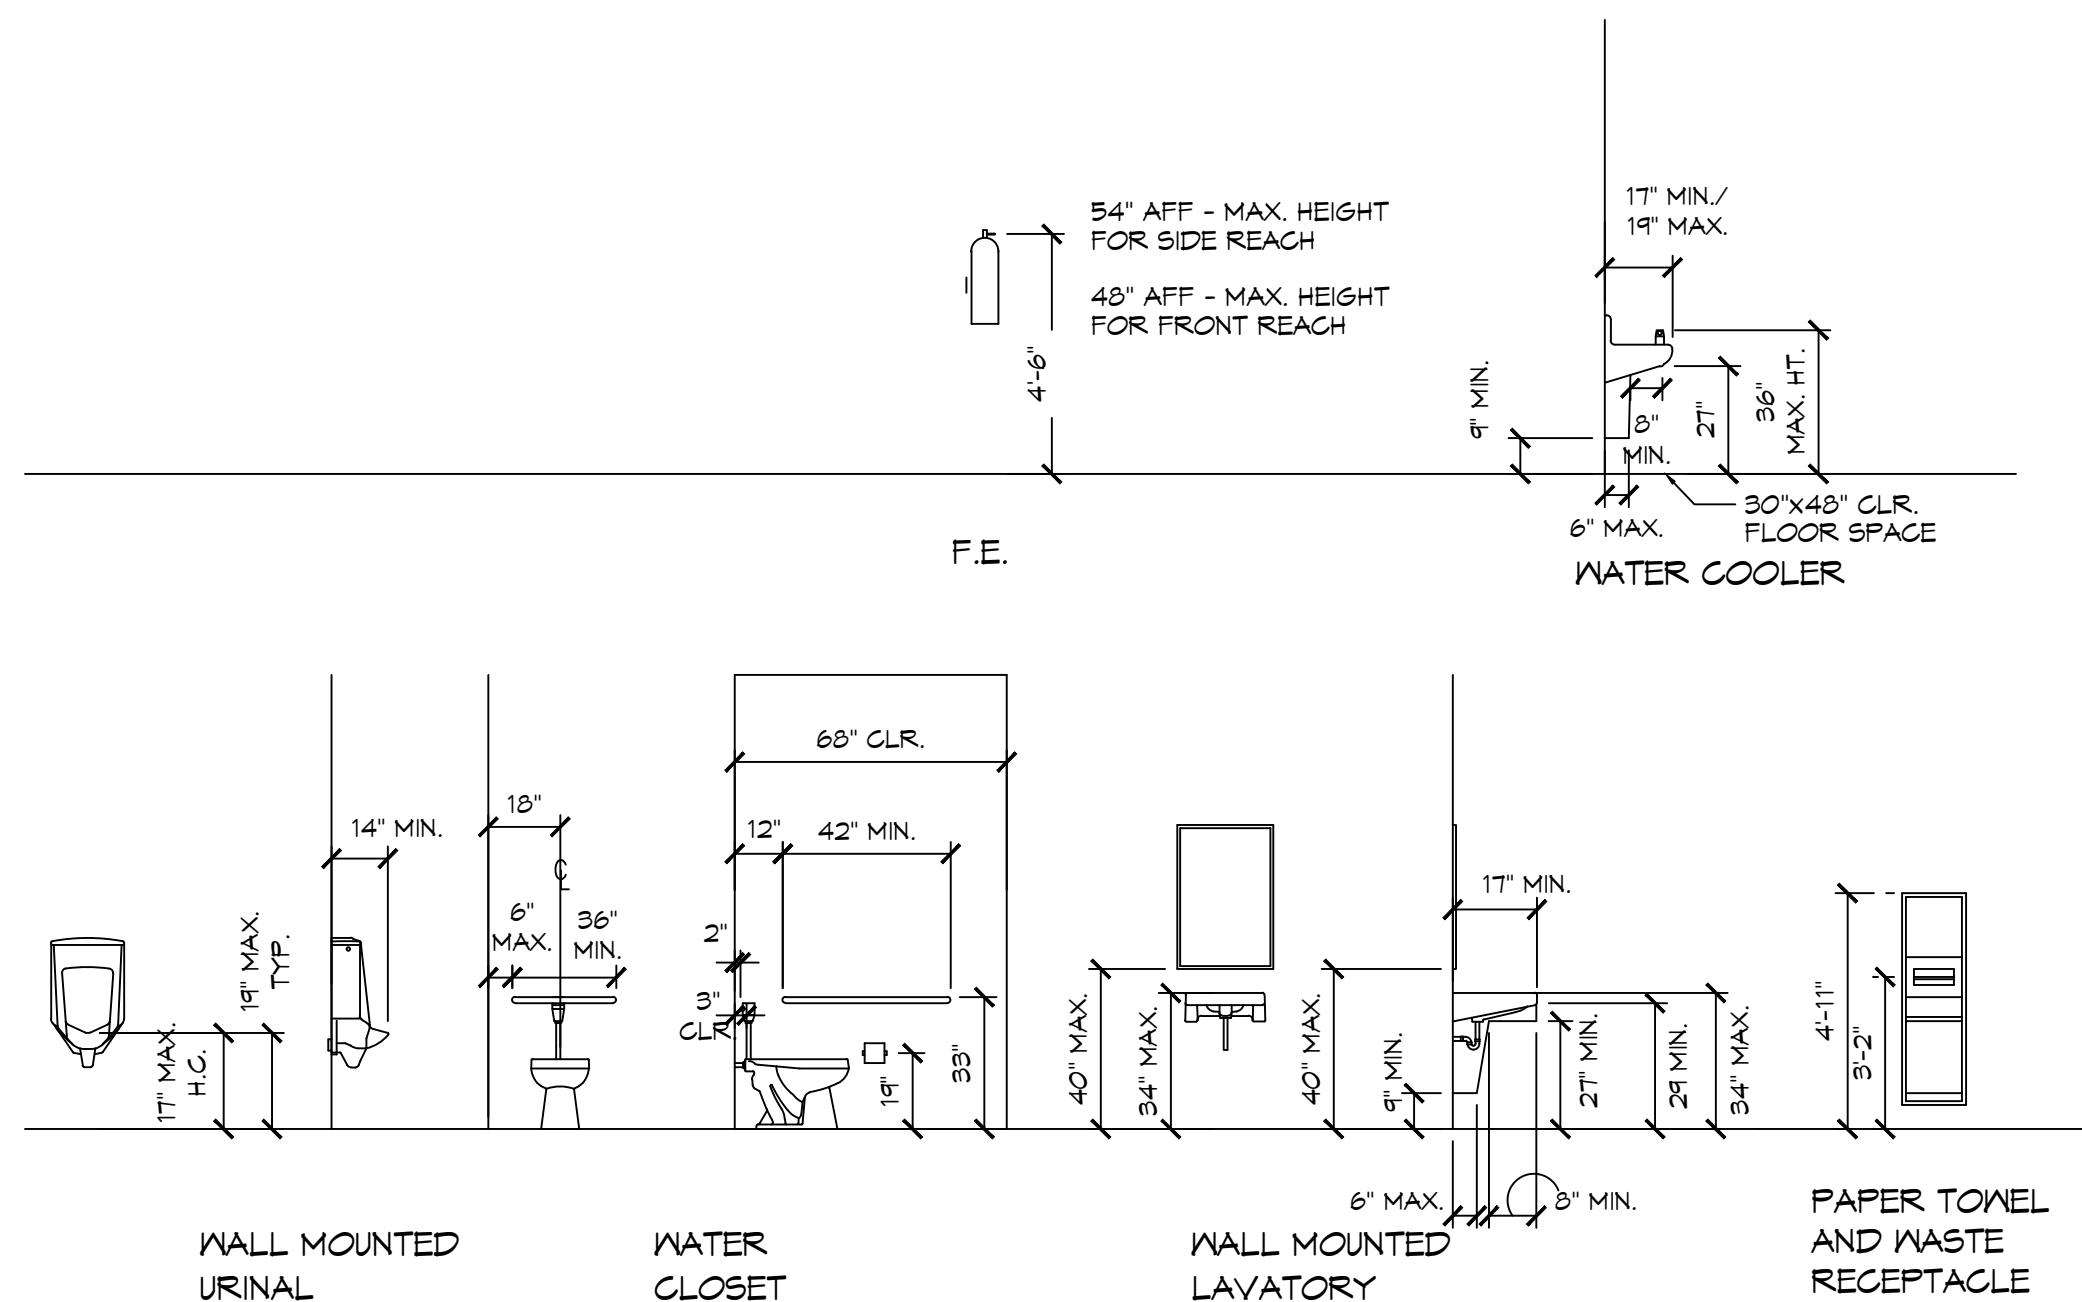 54" AFF - MAX. HEIGHT
FOR SIDE REACH
48" AFF - MAX. HEIGHT
FOR FRONT REACH
4'-6"
F.E.
17" MIN./
19" MAX.
9" MIN.
8"
MIN.
27"
36"
MAX. HT.
6" MAX.
30"x48" CLR.
FLOOR SPACE
WATER COOLER
17" MAX.
H.C.
19" MAX.
TYP.
14" MIN.
WALL MOUNTED
URINAL
18"
CL
6"
MAX.
36"
MIN.
68" CLR.
12"
42" MIN.
2"
3"
CLR.
19"
33"
WATER
CLOSET
40" MAX.
34" MAX.
40" MAX.
9" MIN.
17" MIN.
27" MIN.
29 MIN.
34" MAX.
6" MAX.
8" MIN.
WALL MOUNTED
LAVATORY
4'-11"
3'-2"
PAPER TOWEL
AND WASTE
RECEPTACLE